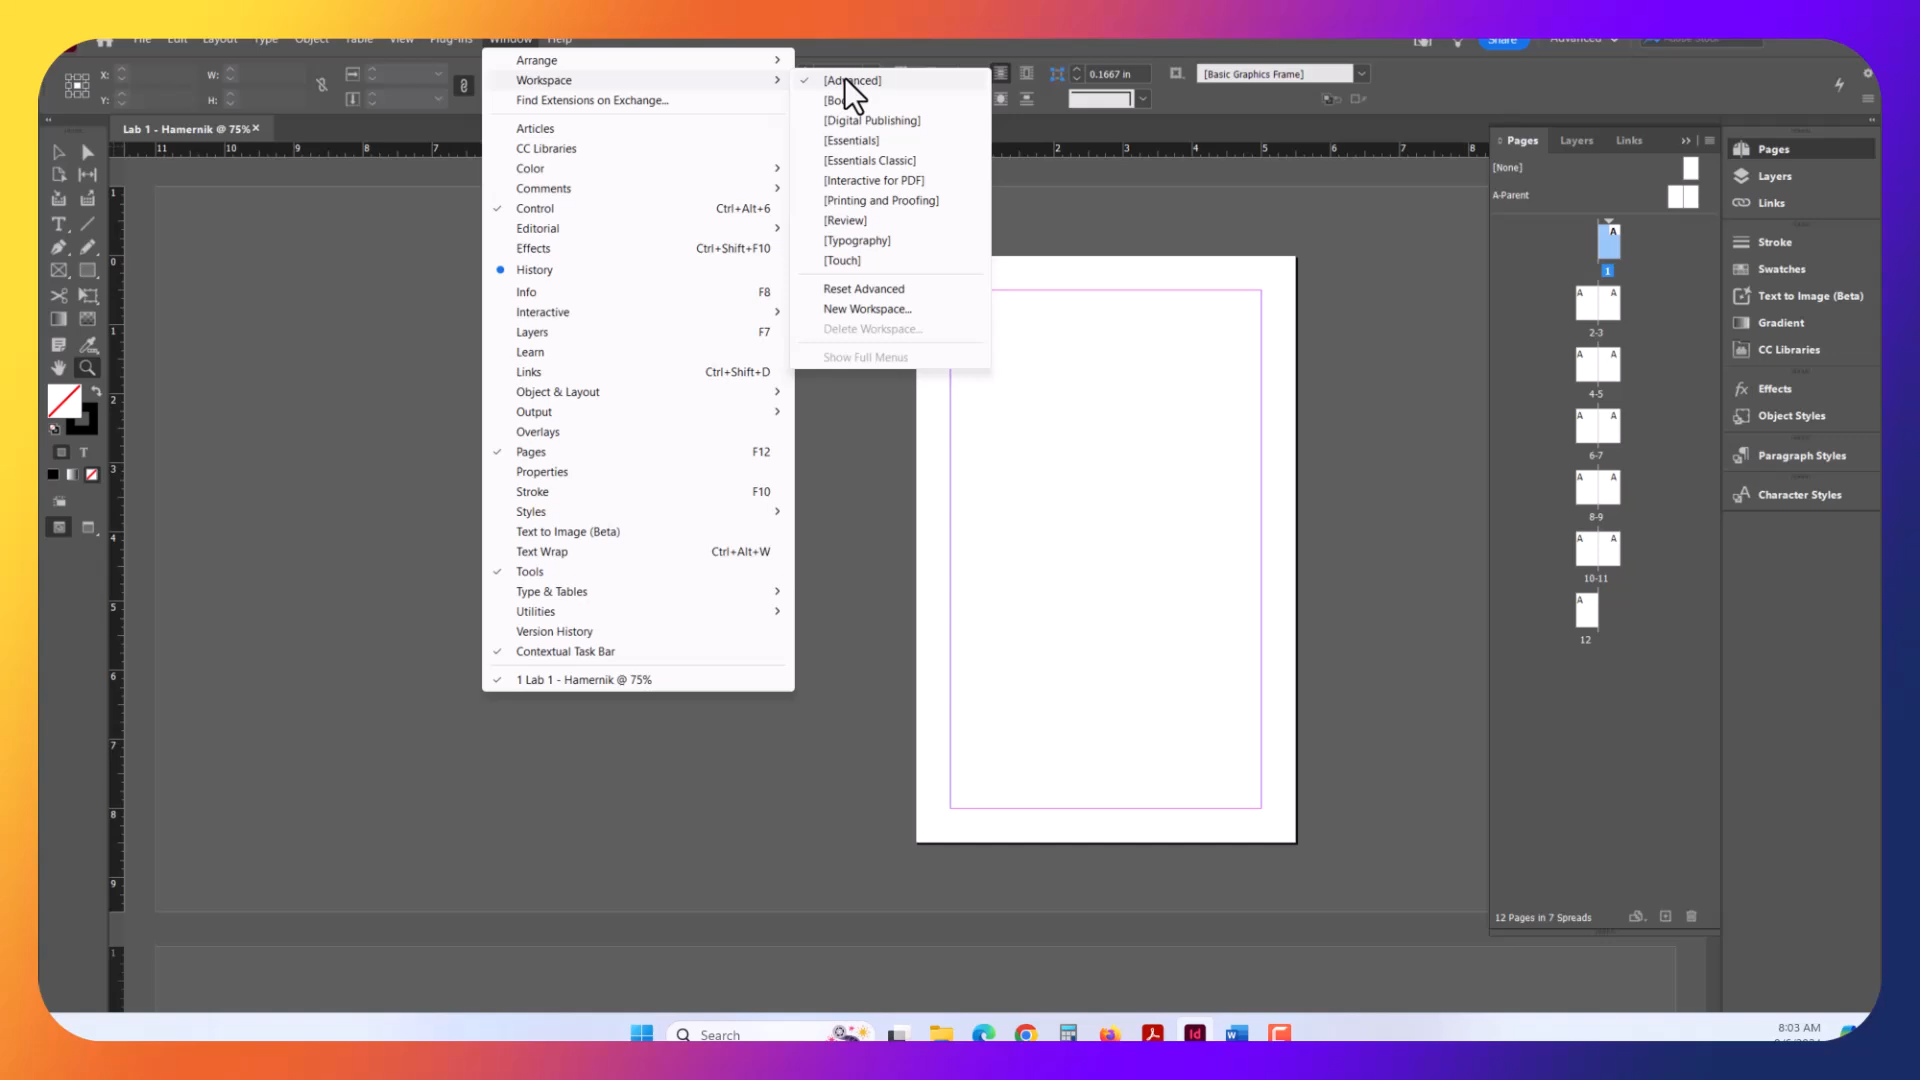 File Edit Layout Type Object Table View Plug-Ins Window Help
Share
Advanced
Adobe Stock
X:
W:
0.1667 in
[Basic Graphics Frame]
Y:
H:
Lab 1 - Hamernik @ 75% ×
11 10 9 8 7
2 3 4 5 6 7 8
1
0
1
2
3
4
5
6
7
8
9
1
T
T
Arrange
Workspace
Find Extensions on Exchange...
Articles
CC Libraries
Color
Comments
Control Ctrl+Alt+6
Editorial
Effects Ctrl+Shift+F10
History
Info F8
Interactive
Layers F7
Learn
Links Ctrl+Shift+D
Object & Layout
Output
Overlays
Pages F12
Properties
Stroke F10
Styles
Text to Image (Beta)
Text Wrap Ctrl+Alt+W
Tools
Type & Tables
Utilities
Version History
Contextual Task Bar
1 Lab 1 - Hamernik @ 75%
[Advanced]
[Digital Publishing]
[Essentials]
[Essentials Classic]
[Interactive for PDF]
[Printing and Proofing]
[Review]
[Typography]
[Touch]
Reset Advanced
New Workspace...
Delete Workspace...
Show Full Menus
Pages Layers Links
[None]
A-Parent
A
1
A A
2-3
A A
4-5
A A
6-7
A A
8-9
A A
10-11
A
12
12 Pages in 7 Spreads
Pages
Layers
Links
Stroke
Swatches
Text to Image (Beta)
Gradient
CC Libraries
fx Effects
Object Styles
Paragraph Styles
Character Styles
Search
Id
W
8:03 AM